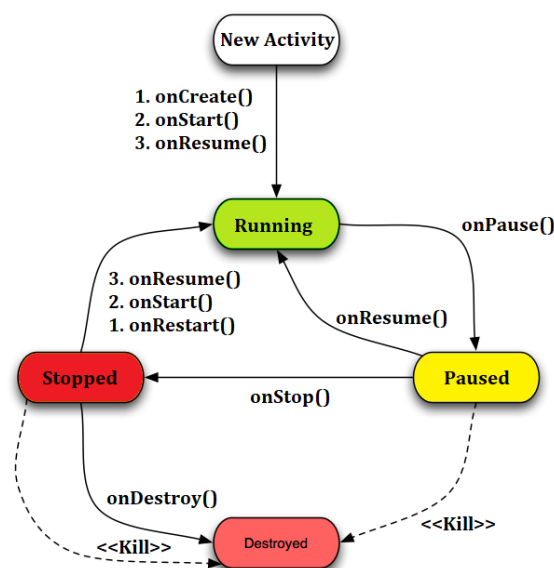 New Activity
1. onCreate()
2. onStart()
3. onResume()
Running
onPause()
3. onResume()
2. onStart()
1. onRestart()
onResume()
Stopped
Paused
onStop()
onDestroy()
<<Kill>>
<<Kill>>
Destroyed